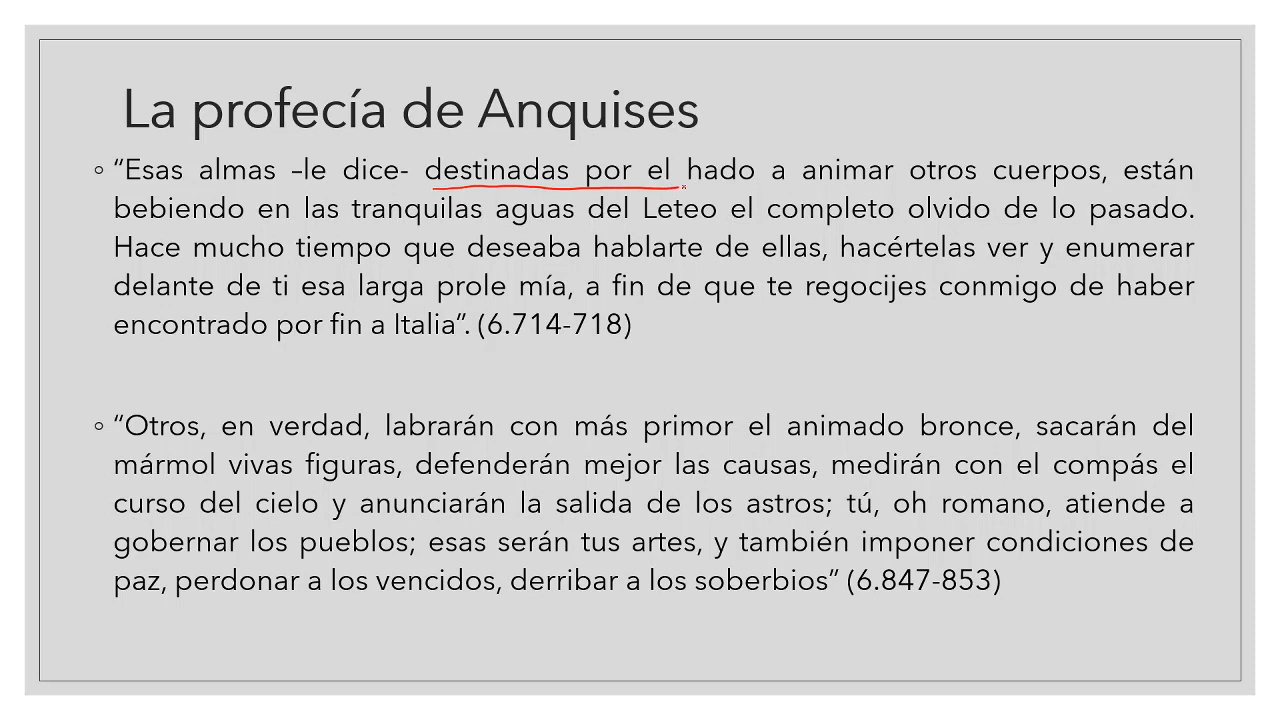 La profecía de Anquises
◦ “Esas almas –le dice- destinadas por el hado a animar otros cuerpos, están
bebiendo en las tranquilas aguas del Leteo el completo olvido de lo pasado.
Hace mucho tiempo que deseaba hablarte de ellas, hacértelas ver y enumerar
delante de ti esa larga prole mía, a fin de que te regocijes conmigo de haber
encontrado por fin a Italia”. (6.714-718)
◦ “Otros, en verdad, labrarán con más primor el animado bronce, sacarán del
mármol vivas figuras, defenderán mejor las causas, medirán con el compás el
curso del cielo y anunciarán la salida de los astros; tú, oh romano, atiende a
gobernar los pueblos; esas serán tus artes, y también imponer condiciones de
paz, perdonar a los vencidos, derribar a los soberbios” (6.847-853)